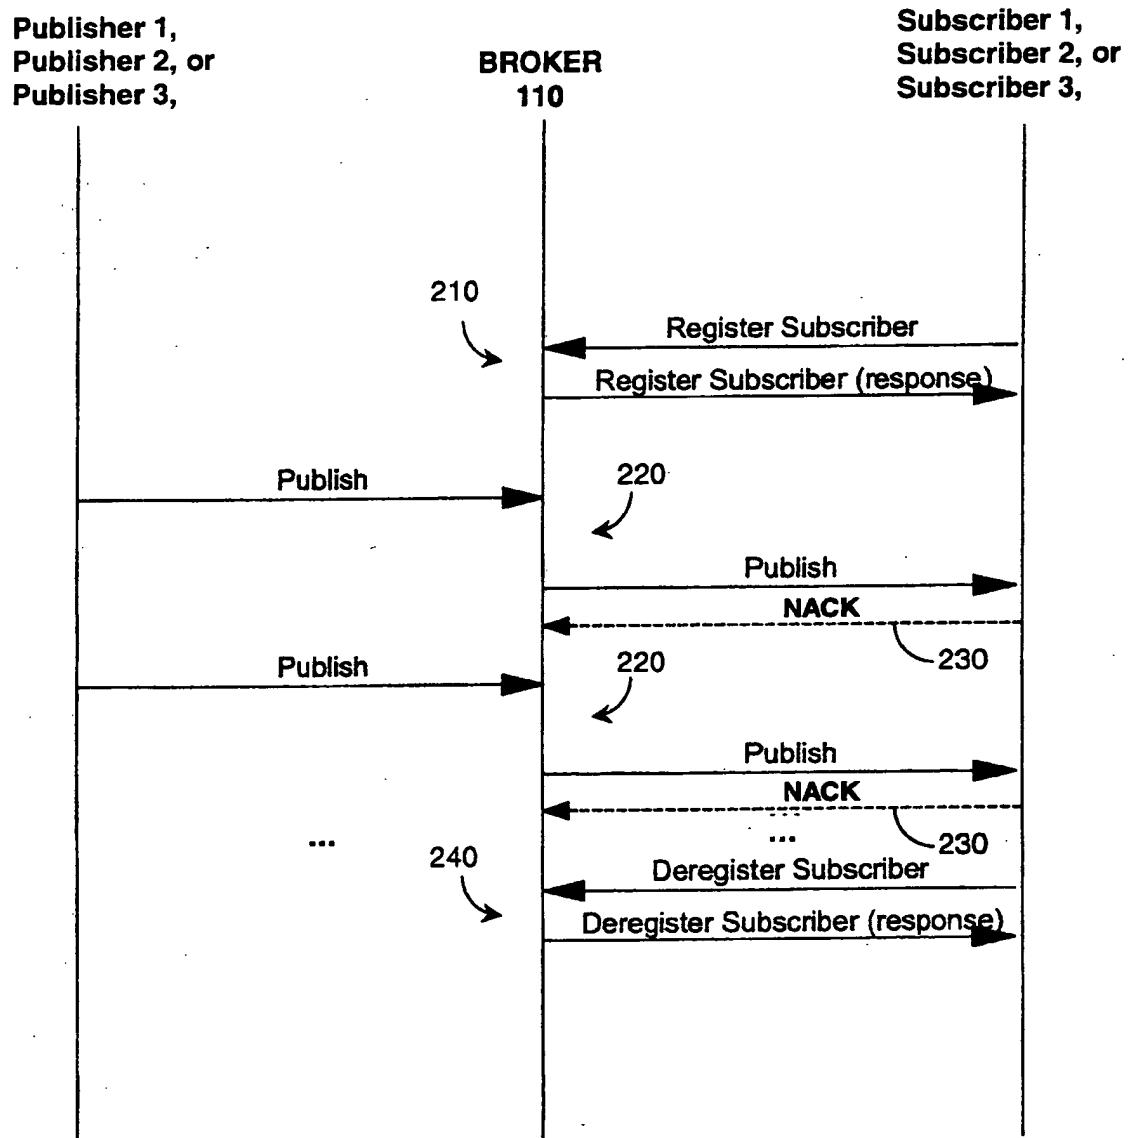 Publisher 1,
Publisher 2, or
Publisher 3,
BROKER
110
Subscriber 1,
Subscriber 2, or
Subscriber 3,
210
Register Subscriber
Register Subscriber (response)
Publish
220
Publish
NACK
230
Publish
220
Publish
NACK
...
...
230
240
Deregister Subscriber
Deregister Subscriber (response)